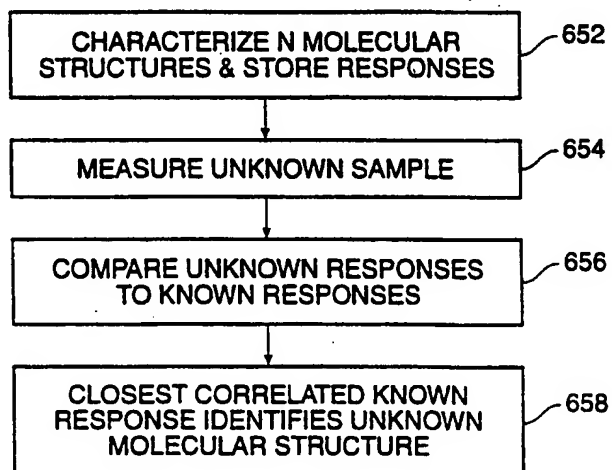 CHARACTERIZE N MOLECULAR
STRUCTURES & STORE RESPONSES
652
MEASURE UNKNOWN SAMPLE
654
COMPARE UNKNOWN RESPONSES
TO KNOWN RESPONSES
656
CLOSEST CORRELATED KNOWN
RESPONSE IDENTIFIES UNKNOWN
MOLECULAR STRUCTURE
658